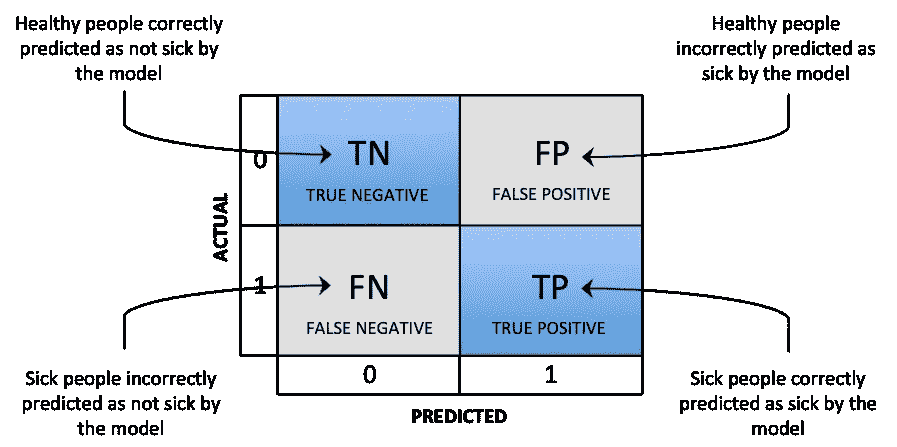 Healthy people correctly
predicted as not sick by
the model
Healthy people
incorrectly predicted as
sick by the model
ACTUAL
0
TN
TRUE NEGATIVE
FP
FALSE POSITIVE
1
FN
FALSE NEGATIVE
TP
TRUE POSITIVE
0
1
PREDICTED
Sick people incorrectly
predicted as not sick by
the model
Sick people correctly
predicted as sick by the
model